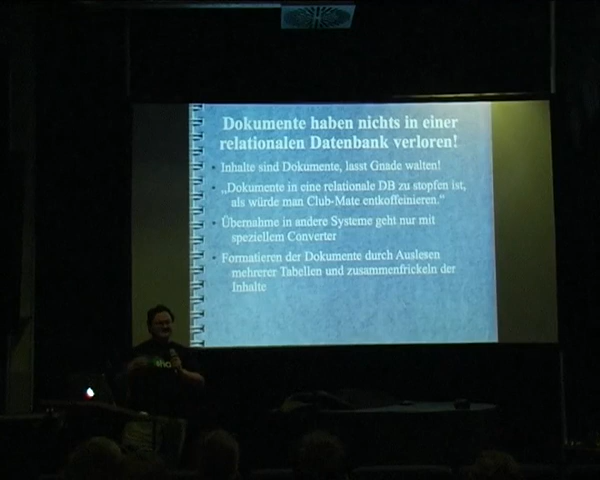 Dokumente haben nichts in einer
relationalen Datenbank verloren!
• Inhalte sind Dokumente, lasst Gnade walten!
• „Dokumente in eine relationale DB zu stopfen ist,
als würde man Club-Mate entkoffeinieren."
• Übernahme in andere Systeme geht nur mit
speziellem Converter
• Formatieren der Dokumente durch Auslesen
mehrerer Tabellen und zusammenfrickeln der
Inhalte